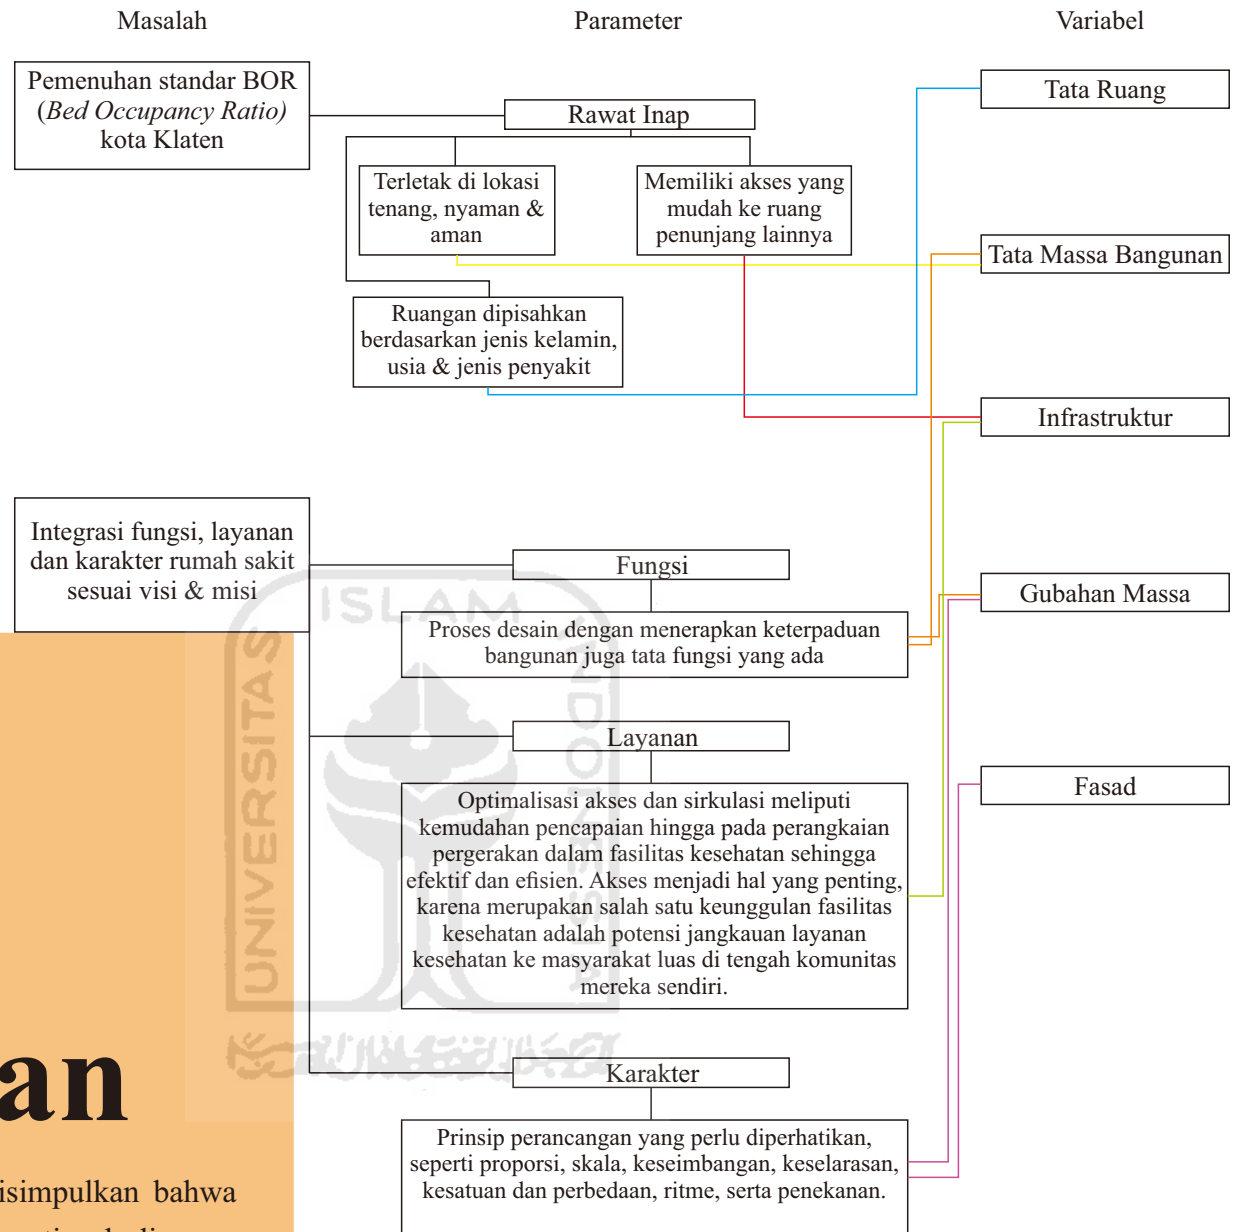 Masalah
Parameter
Variabel
Pemenuhan standar BOR
(Bed Occupancy Ratio)
kota Klaten
Rawat Inap
Terletak di lokasi
tenang, nyaman &
aman
Memiliki akses yang
mudah ke ruang
penunjang lainnya
Ruangan dipisahkan
berdasarkan jenis kelamin,
usia & jenis penyakit
Tata Ruang
Tata Massa Bangunan
Infrastruktur
Integrasi fungsi, layanan
dan karakter rumah sakit
sesuai visi & misi
Fungsi
Proses desain dengan menerapkan keterpaduan
bangunan juga tata fungsi yang ada
Gubahan Massa
Layanan
Optimalisasi akses dan sirkulasi meliputi
kemudahan pencapaian hingga pada perangkaian
pergerakan dalam fasilitas kesehatan sehingga
efektif dan efisien. Akses menjadi hal yang penting,
karena merupakan salah satu keunggulan fasilitas
kesehatan adalah potensi jangkauan layanan
kesehatan ke masyarakat luas di tengah komunitas
mereka sendiri.
Fasad
Karakter
Prinsip perancangan yang perlu diperhatikan,
seperti proporsi, skala, keseimbangan, keselarasan,
kesatuan dan perbedaan, ritme, serta penekanan.
UNIVERSITAS
ISLAM
INDONESIA
an
isimpulkan bahwa